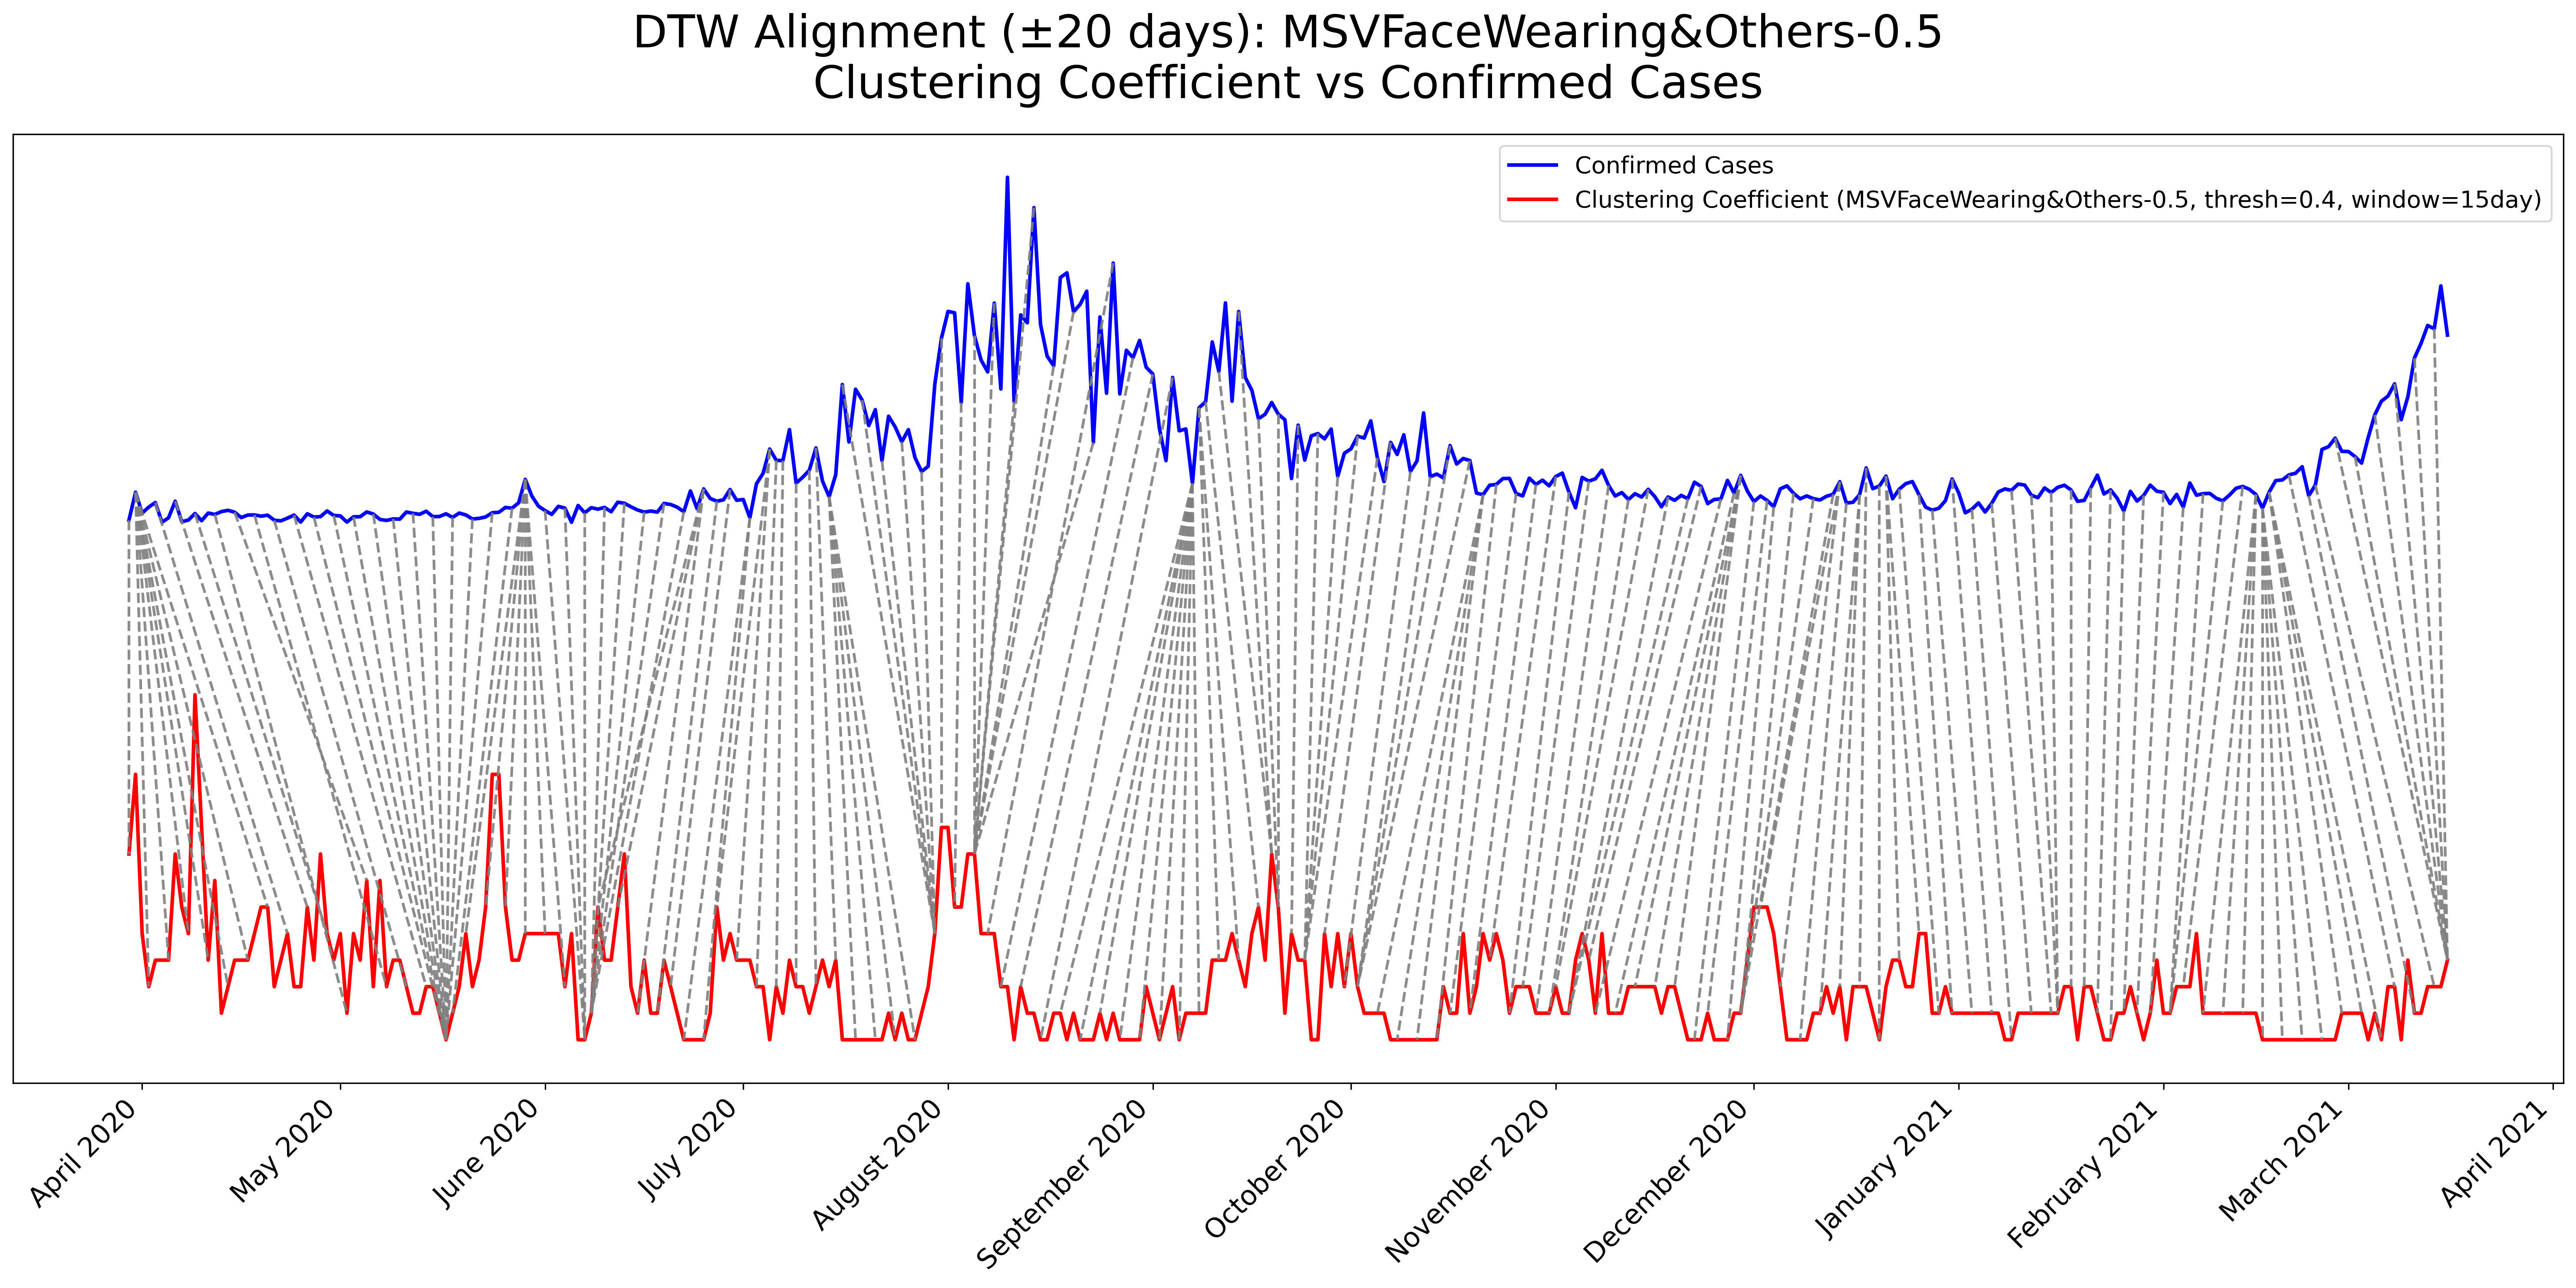 DTW Alignment (±20 days): MSVFaceWearing&Others-0.5
Clustering Coefficient vs Confirmed Cases
Confirmed Cases
Clustering Coefficient (MSVFaceWearing&Others-0.5, thresh=0.4, window=15day)
April 2020
May 2020
June 2020
July 2020
August 2020
September 2020
October 2020
November 2020
December 2020
January 2021
February 2021
March 2021
April 2021